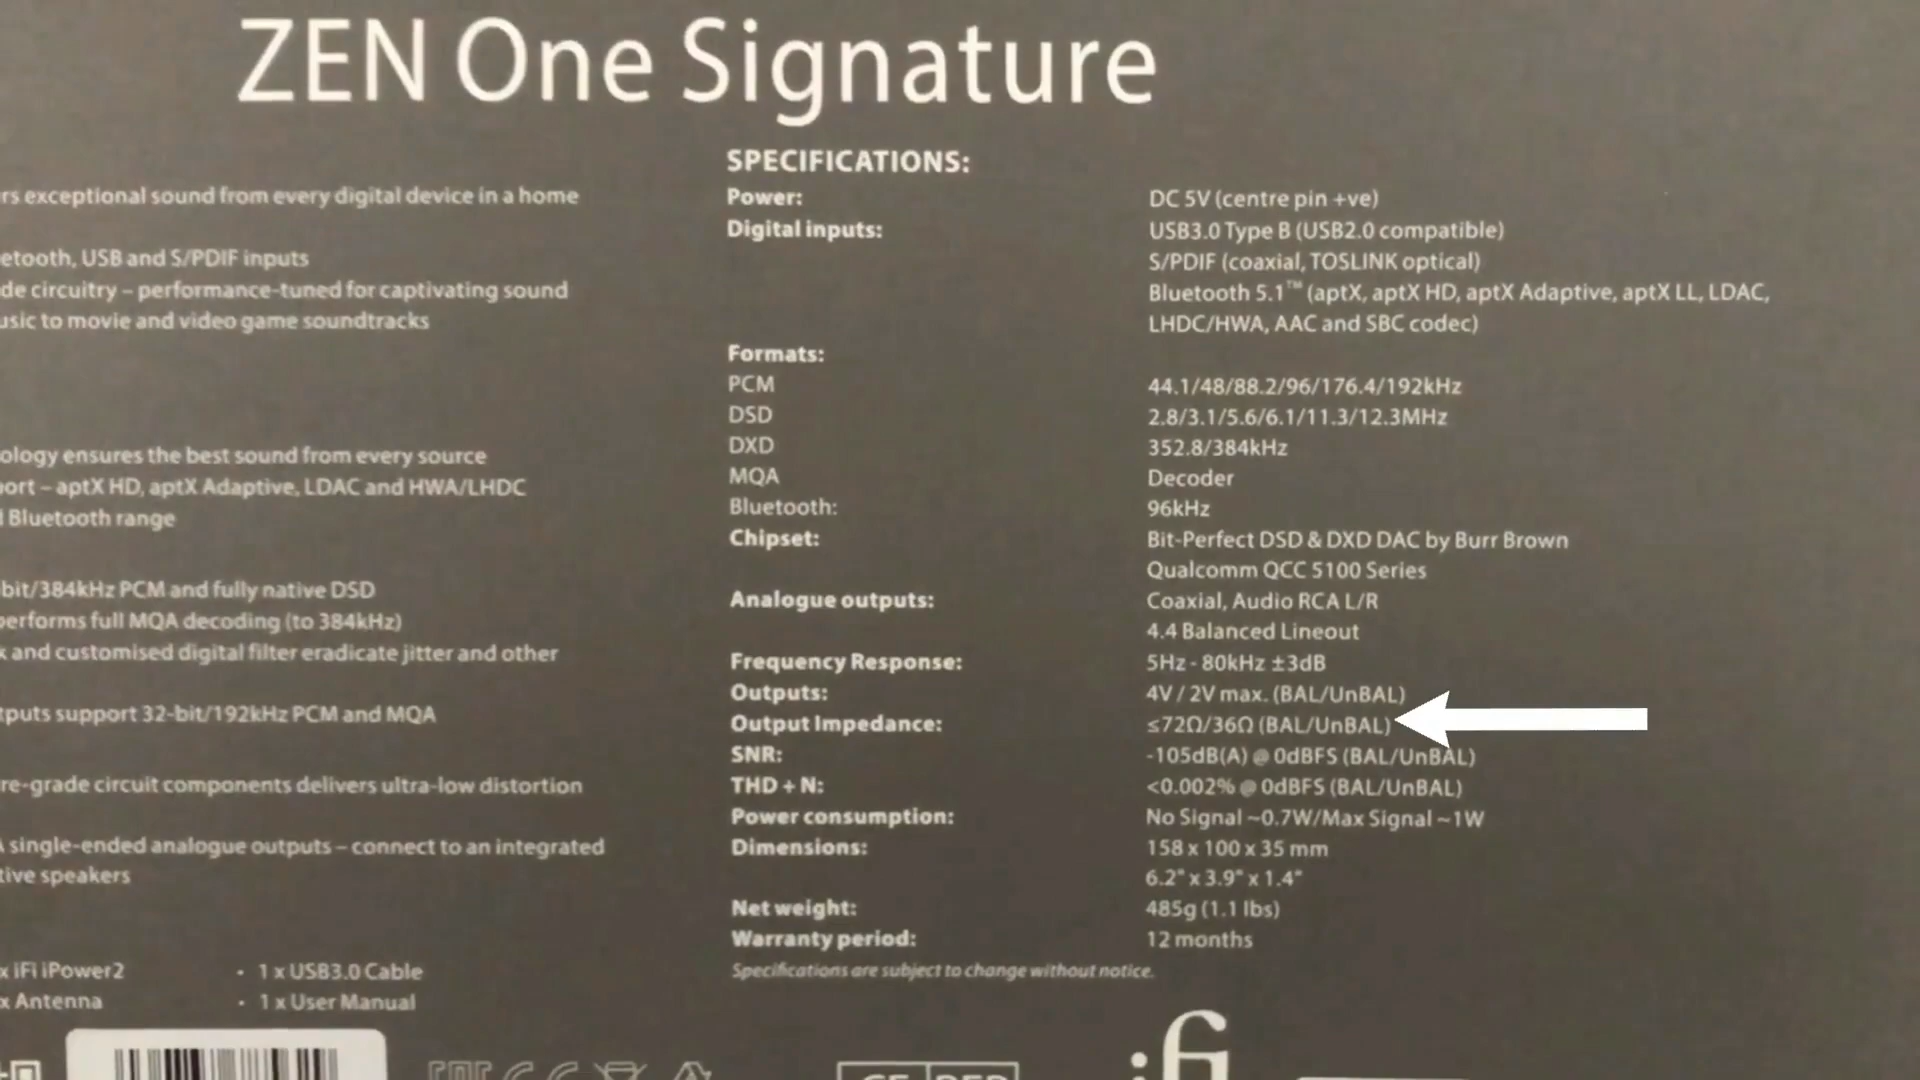 ZEN One Signature
rs exceptional sound from every digital device in a home
etooth, USB and S/PDIF inputs
de circuitry – performance-tuned for captivating sound
usic to movie and video game soundtracks
ology ensures the best sound from every source
ort – aptX HD, aptX Adaptive, LDAC and HWA/LHDC
Bluetooth range
bit/384kHz PCM and fully native DSD
performs full MQA decoding (to 384kHz)
and customised digital filter eradicate jitter and other
tputs support 32-bit/192kHz PCM and MQA
re-grade circuit components delivers ultra-low distortion
single-ended analogue outputs – connect to an integrated
tive speakers
x iFi iPower2
x Antenna
• 1 x USB3.0 Cable
• 1 x User Manual
SPECIFICATIONS:
Power: DC 5V (centre pin +ve)
Digital inputs: USB3.0 Type B (USB2.0 compatible)
S/PDIF (coaxial, TOSLINK optical)
Bluetooth 5.1™ (aptX, aptX HD, aptX Adaptive, aptX LL, LDAC,
LHDC/HWA, AAC and SBC codec)
Formats:
PCM 44.1/48/88.2/96/176.4/192kHz
DSD 2.8/3.1/5.6/6.1/11.3/12.3MHz
DXD 352.8/384kHz
MQA Decoder
Bluetooth: 96kHz
Chipset: Bit-Perfect DSD & DXD DAC by Burr Brown
Qualcomm QCC 5100 Series
Analogue outputs: Coaxial, Audio RCA L/R
4.4 Balanced Lineout
Frequency Response: 5Hz - 80kHz ±3dB
Outputs: 4V / 2V max. (BAL/UnBAL)
Output Impedance: ≤72Ω/36Ω (BAL/UnBAL)
SNR: -105dB(A) @ 0dBFS (BAL/UnBAL)
THD + N: <0.002% @ 0dBFS (BAL/UnBAL)
Power consumption: No Signal ~0.7W/Max Signal ~1W
Dimensions: 158 x 100 x 35 mm
6.2" x 3.9" x 1.4"
Net weight: 485g (1.1 lbs)
Warranty period: 12 months
Specifications are subject to change without notice.
iFi